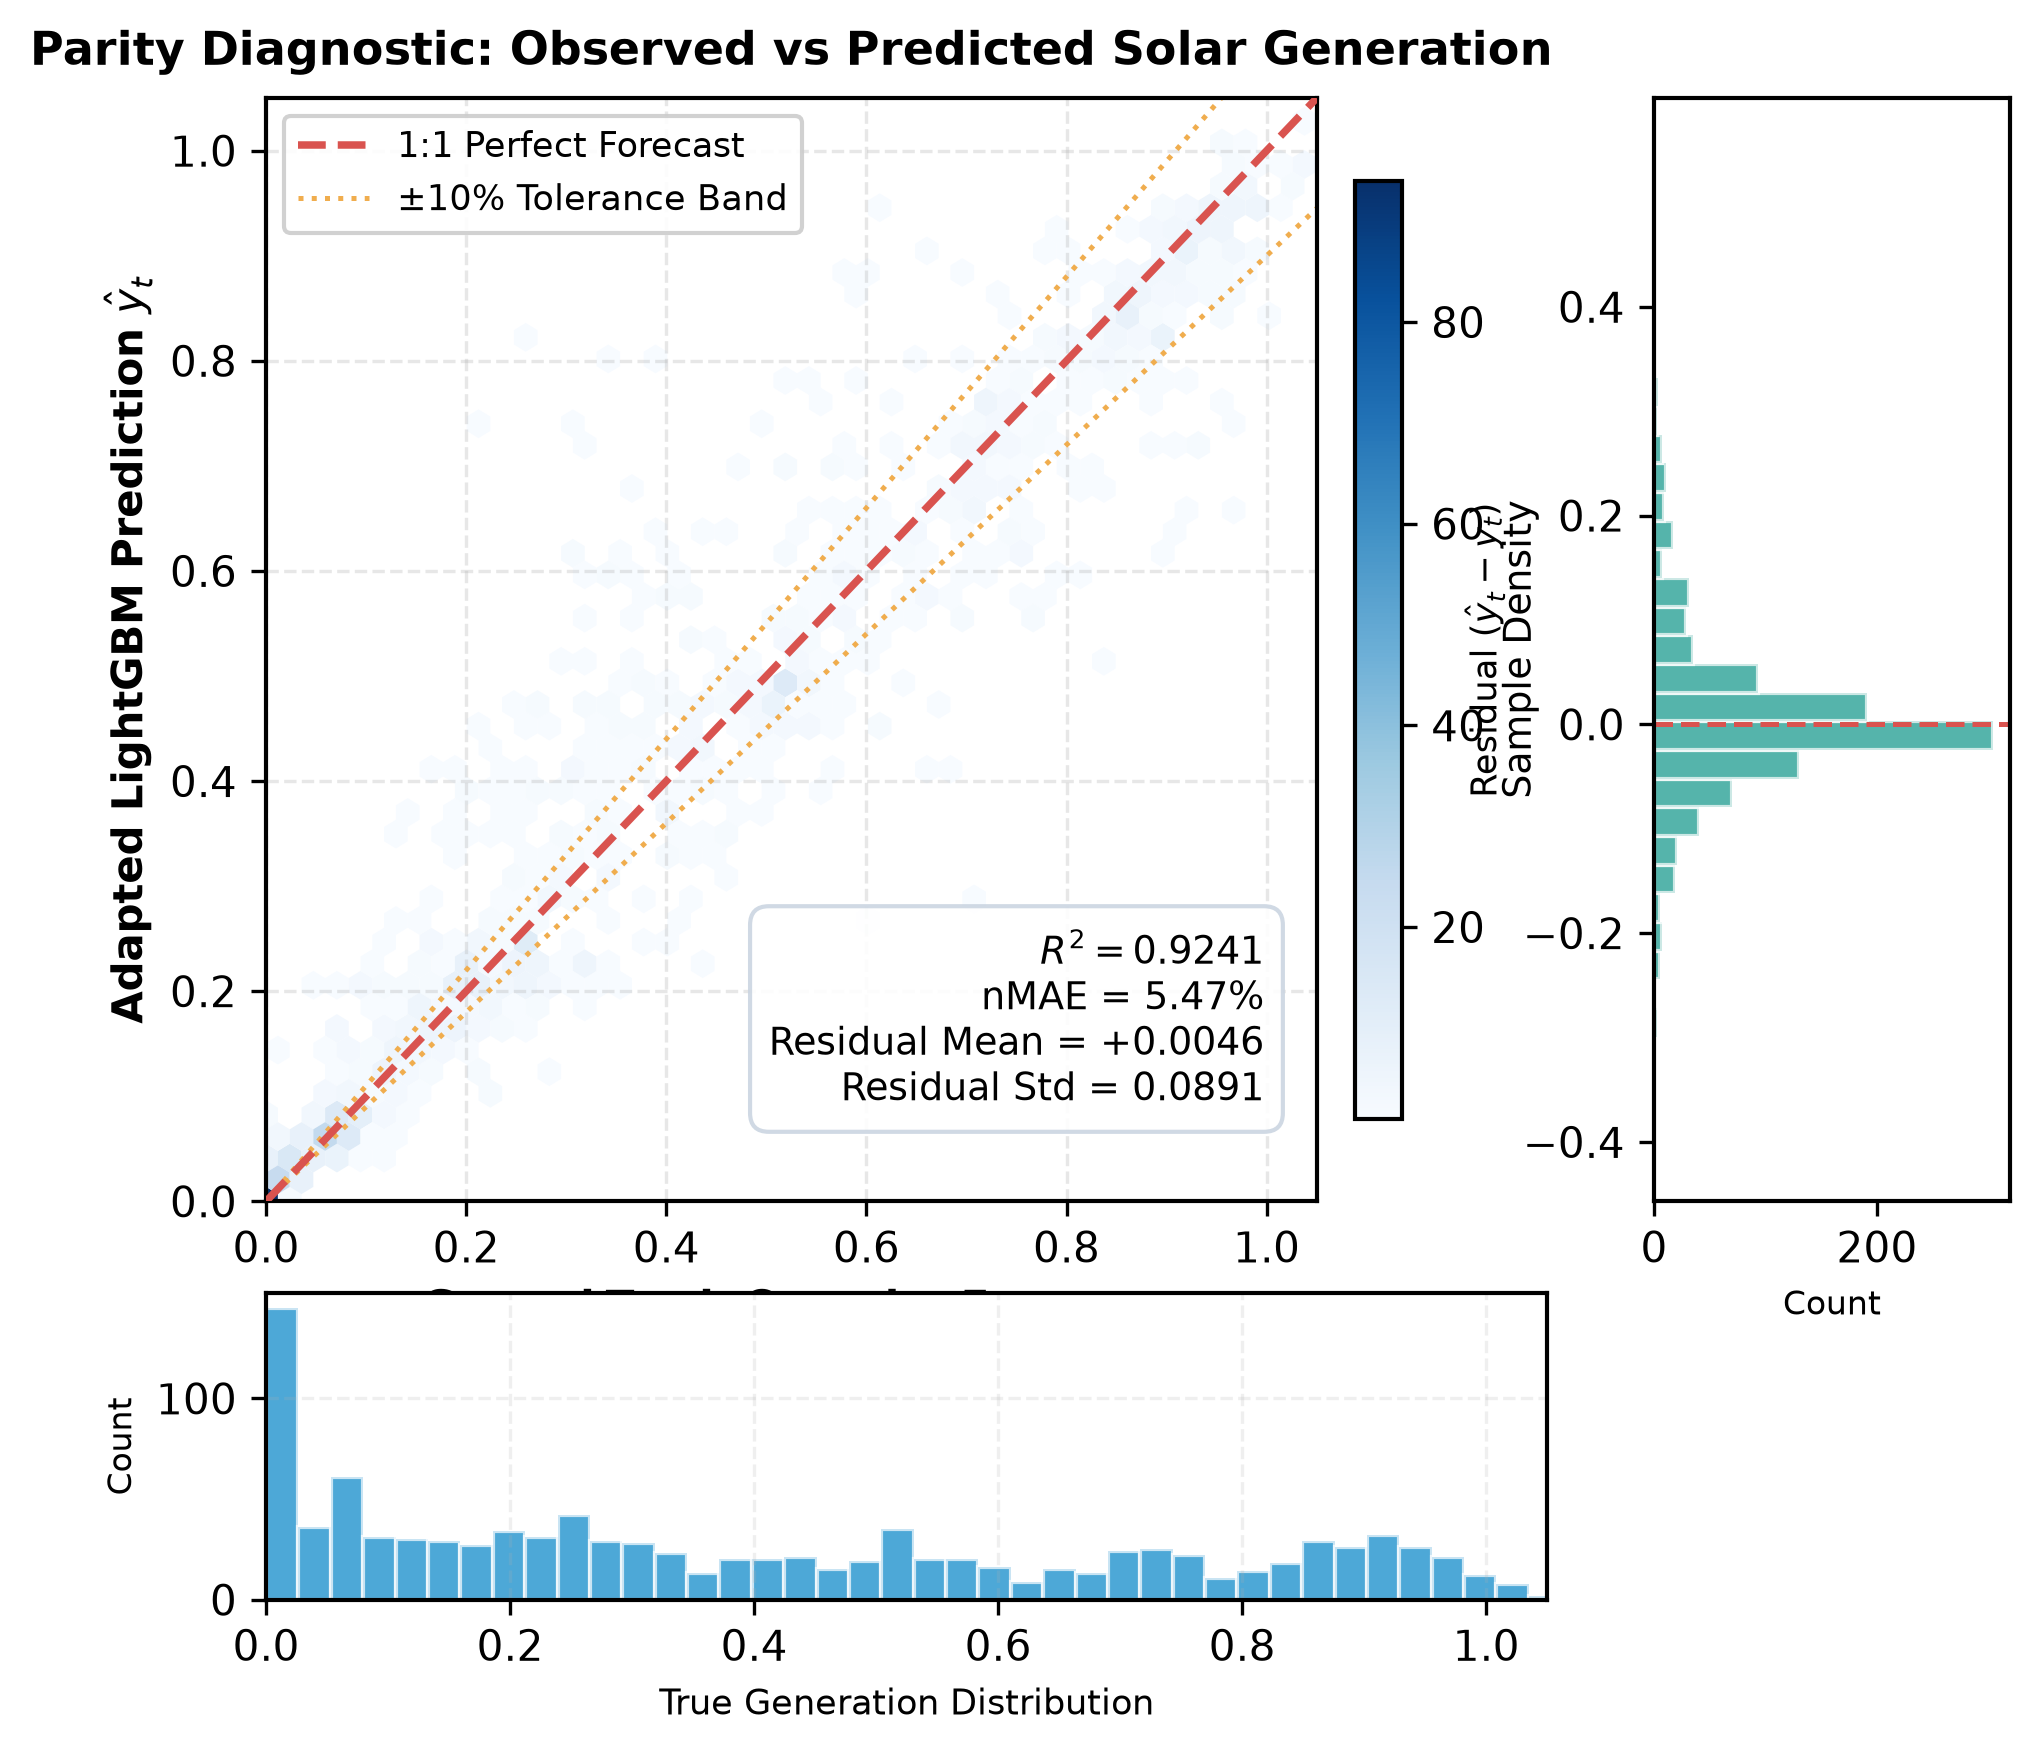 Parity Diagnostic: Observed vs Predicted Solar Generation
1:1 Perfect Forecast
±10% Tolerance Band
Adapted LightGBM Prediction ŷₜ
1.0
0.8
0.6
0.4
0.2
0.0
0.0 0.2 0.4 0.6 0.8 1.0
R² = 0.9241
nMAE = 5.47%
Residual Mean = +0.0046
Residual Std = 0.0891
80
60
40
20
Sample Density
Residual (ŷₜ − yₜ)
0.4
0.2
0.0
−0.2
−0.4
0 200
Count
Count
100
0
0.0 0.2 0.4 0.6 0.8 1.0
True Generation Distribution